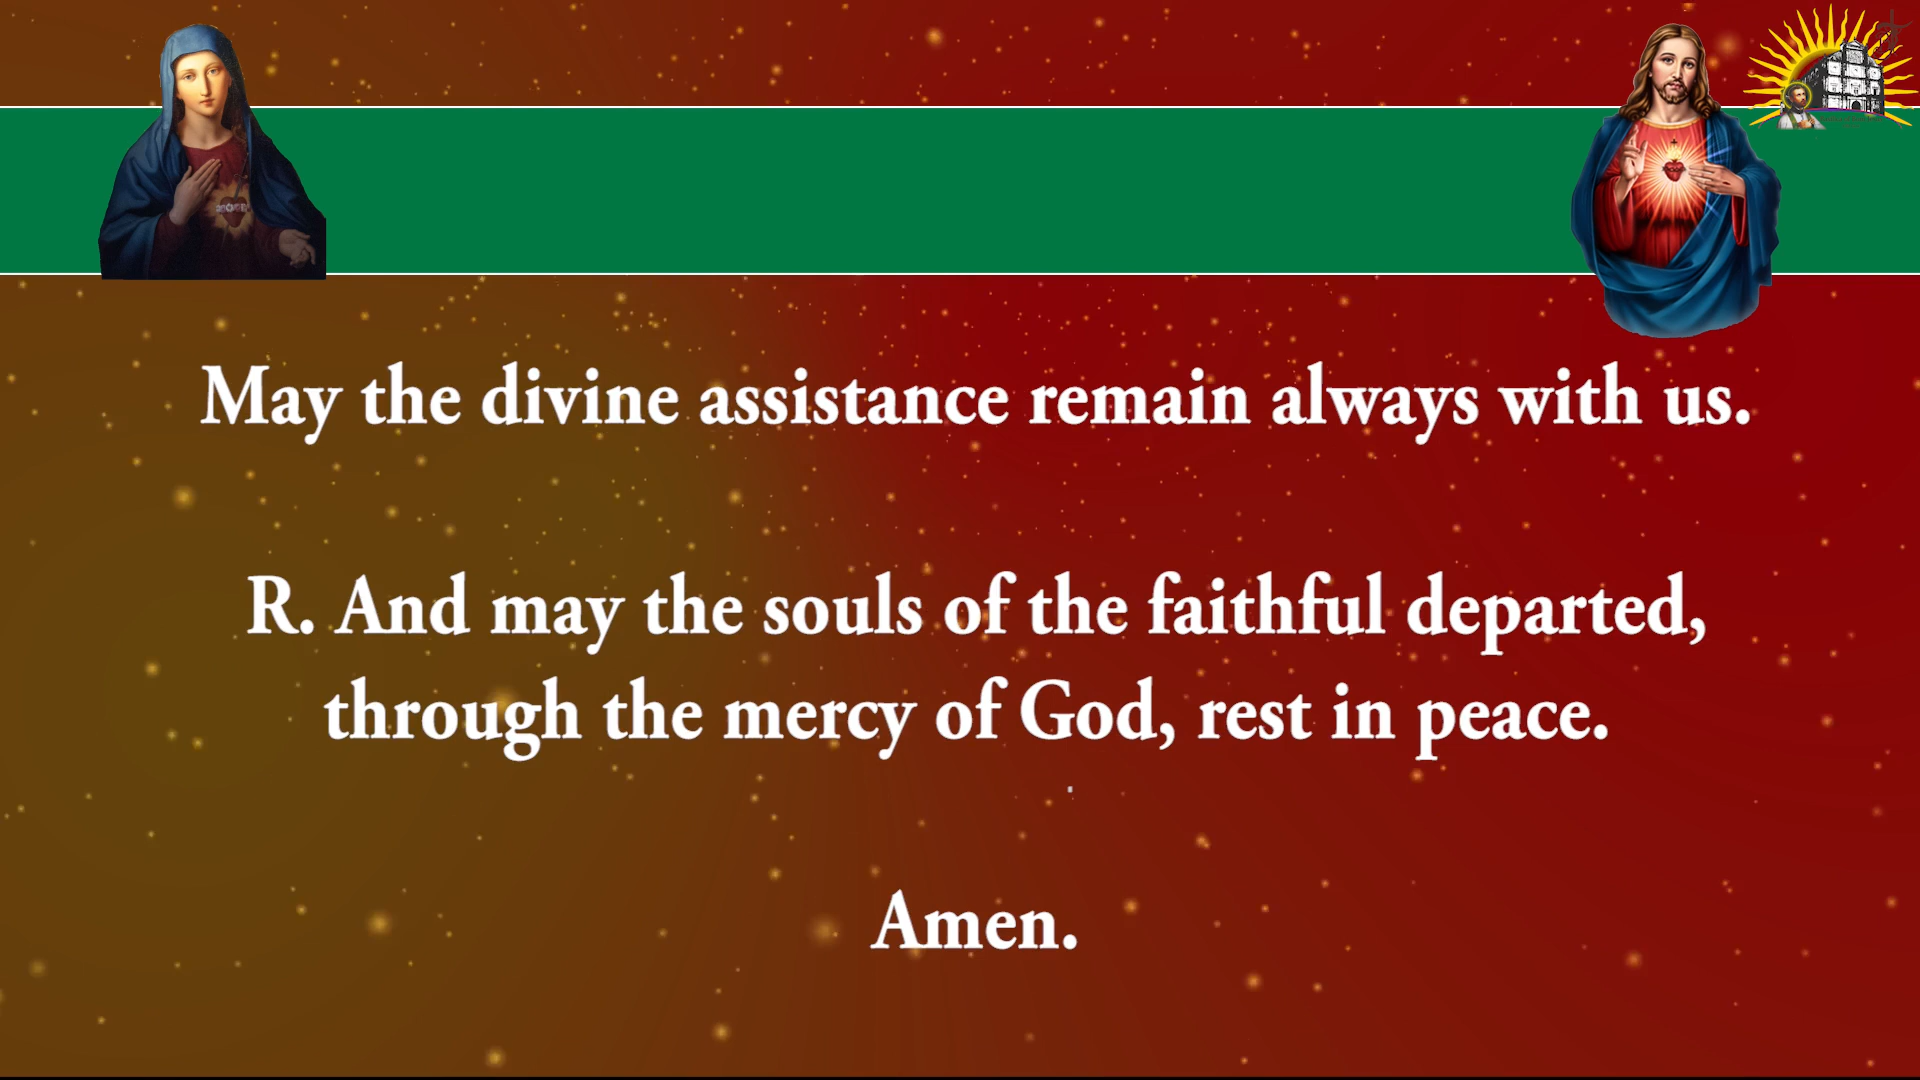 May the divine assistance remain always with us.
R. And may the souls of the faithful departed,
through the mercy of God, rest in peace.
Amen.